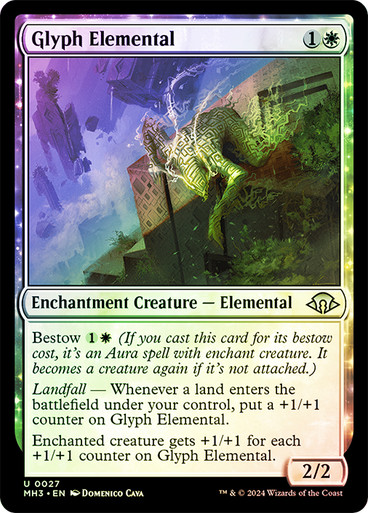 Glyph Elemental 1
Enchantment Creature — Elemental
Bestow 1 (If you cast this card for its bestow
cost, it's an Aura spell with enchant creature. It
becomes a creature again if it's not attached.)
Landfall — Whenever a land enters the
battlefield under your control, put a +1/+1
counter on Glyph Elemental.
Enchanted creature gets +1/+1 for each
+1/+1 counter on Glyph Elemental.
2/2
U 0027
MH3 • EN Domenico Cava
™ & © 2024 Wizards of the Coast